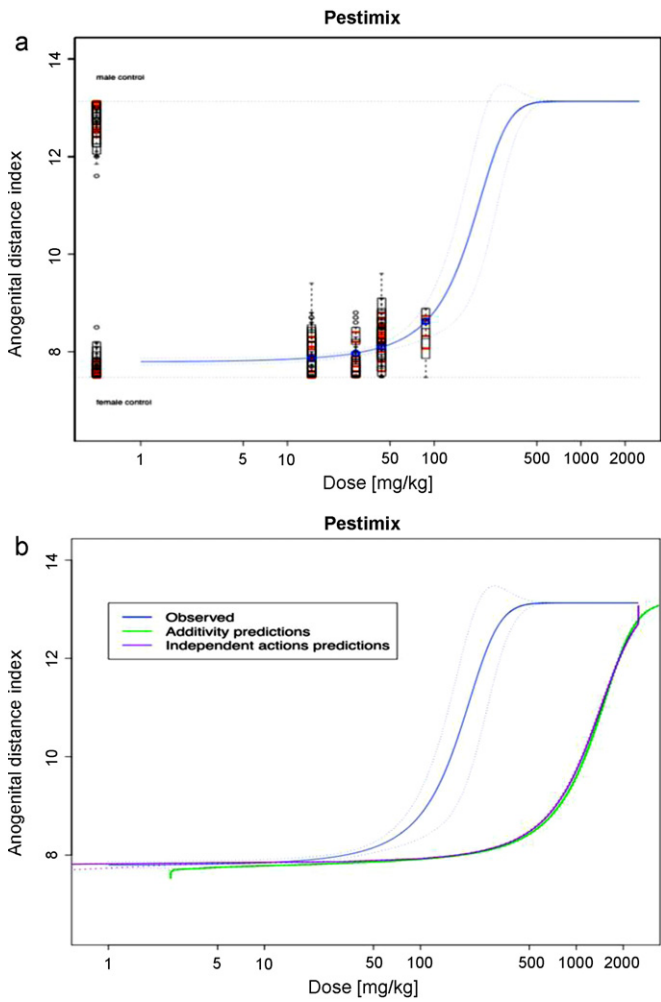 Pestimix
a
14
male control
12
10
8
female control
Anogenital distance index
1 5 10 50 100 500 1000 2000
Dose [mg/kg]
Pestimix
b
14
Observed
Additivity predictions
Independent actions predictions
12
10
8
Anogenital distance index
1 5 10 50 100 500 1000 2000
Dose [mg/kg]